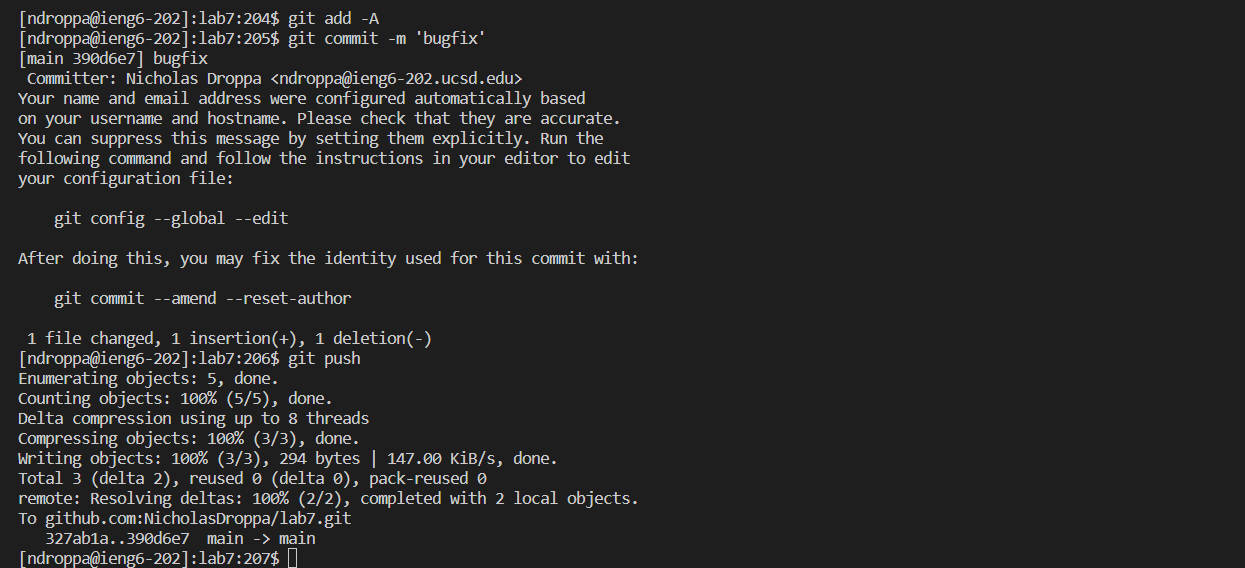 [ndroppa@ieng6-202]:lab7:204$ git add -A
[ndroppa@ieng6-202]:lab7:205$ git commit -m 'bugfix'
[main 390d6e7] bugfix
 Committer: Nicholas Droppa <ndroppa@ieng6-202.ucsd.edu>
Your name and email address were configured automatically based
on your username and hostname. Please check that they are accurate.
You can suppress this message by setting them explicitly. Run the
following command and follow the instructions in your editor to edit
your configuration file:

    git config --global --edit

After doing this, you may fix the identity used for this commit with:

    git commit --amend --reset-author

 1 file changed, 1 insertion(+), 1 deletion(-)
[ndroppa@ieng6-202]:lab7:206$ git push
Enumerating objects: 5, done.
Counting objects: 100% (5/5), done.
Delta compression using up to 8 threads
Compressing objects: 100% (3/3), done.
Writing objects: 100% (3/3), 294 bytes | 147.00 KiB/s, done.
Total 3 (delta 2), reused 0 (delta 0), pack-reused 0
remote: Resolving deltas: 100% (2/2), completed with 2 local objects.
To github.com:NicholasDroppa/lab7.git
   327ab1a..390d6e7  main -> main
[ndroppa@ieng6-202]:lab7:207$